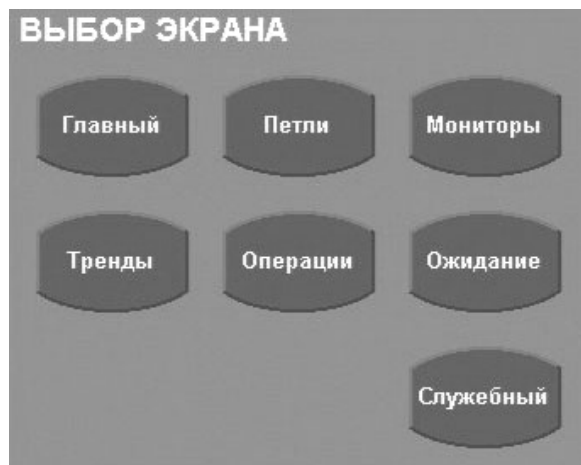 ВЫБОР ЭКРАНА
Главный
Петли
Мониторы
Тренды
Операции
Ожидание
Служебный